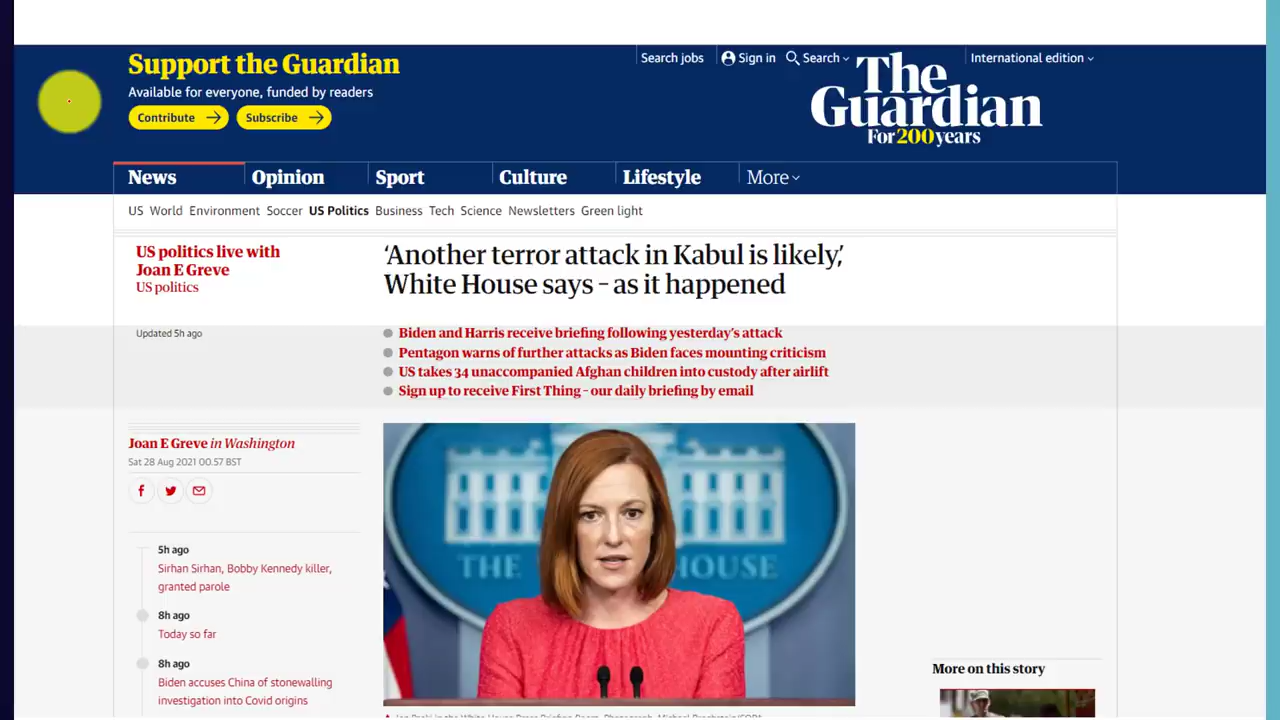 Support the Guardian
Available for everyone, funded by readers
Contribute
Subscribe
Search jobs
Sign in
Search
International edition
The
Guardian
For 200 years
News
Opinion
Sport
Culture
Lifestyle
More
US World Environment Soccer US Politics Business Tech Science Newsletters Green light
US politics live with
Joan E Greve
US politics
‘Another terror attack in Kabul is likely,’
White House says – as it happened
Updated 5h ago
Biden and Harris receive briefing following yesterday’s attack
Pentagon warns of further attacks as Biden faces mounting criticism
US takes 34 unaccompanied Afghan children into custody after airlift
Sign up to receive First Thing – our daily briefing by email
Joan E Greve in Washington
Sat 28 Aug 2021 00.57 BST
5h ago
Sirhan Sirhan, Bobby Kennedy killer,
granted parole
8h ago
Today so far
8h ago
Biden accuses China of stonewalling
investigation into Covid origins
THE
HOUSE
More on this story